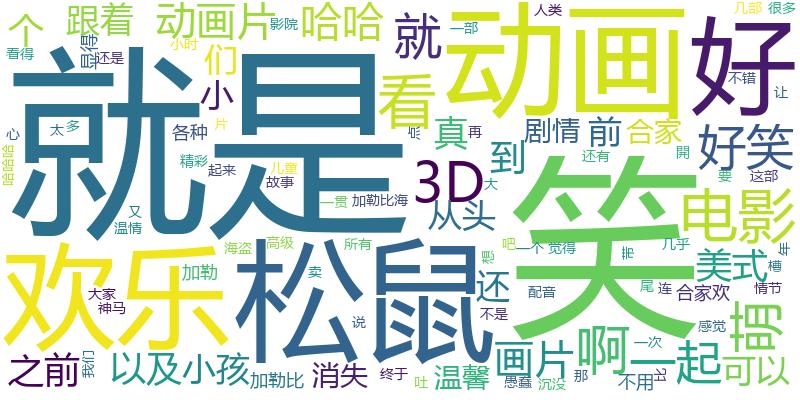 个
跟着
动画片
影院
哈哈
就
动画
好
人类
几部
很多
看得
显得
还是
小时
们
小
看
一部
不错
让
就是
心
太
多
各种
片
真
再
剧情
前
合家
好笑
哈哈哈
精彩
起来
儿童
故事
3D
到
还有
開
要
这部
大
笑
电影
又
温情
一贯
加勒比海
从头
欢乐
松鼠
海盗
高级
所有
加勒
吧
一个
觉得
几乎
美式
年
槽
想
还
卖
大家
神马
说
配音
不是
尾
连
合家欢
情节
萌
感觉
之前
我们
以及
小孩
加勒比
消失
终于
吐
温馨
画片
愚蠢
沉没
啊
那
一起
不用
一次
可以